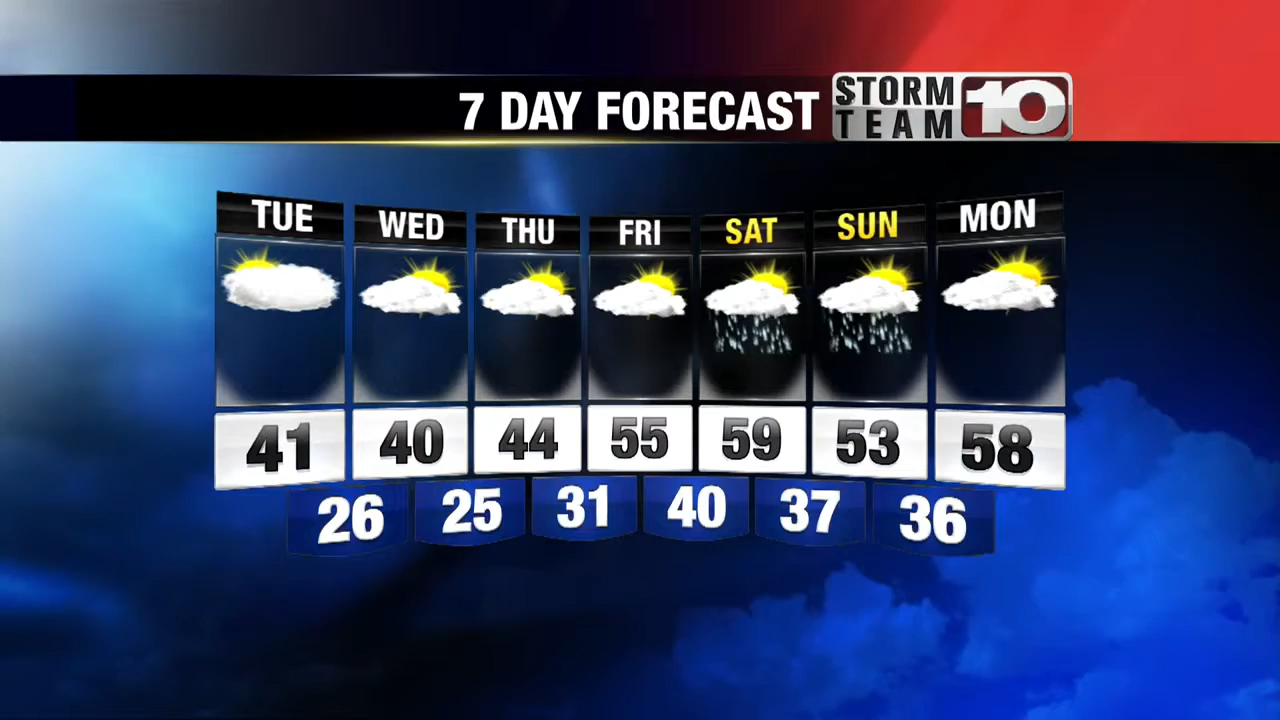 7 DAY FORECAST
STORM TEAM 10
TUE WED THU FRI SAT SUN MON
41 40 44 55 59 53 58
26 25 31 40 37 36